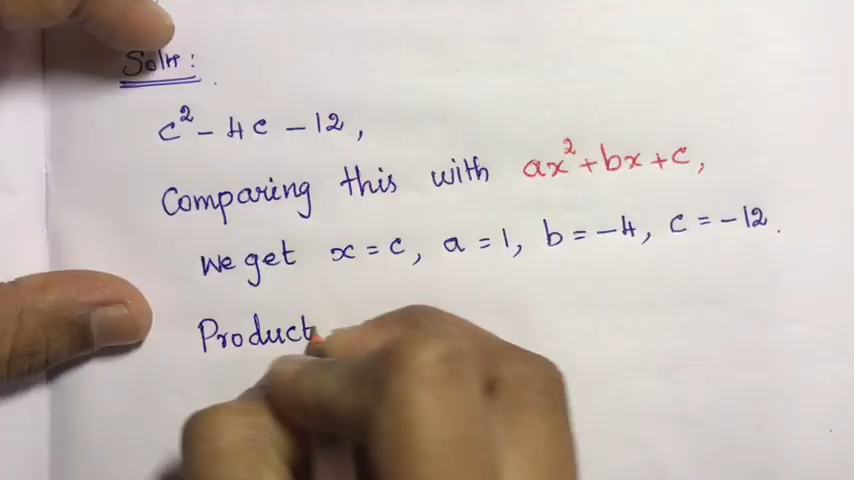 Soln:
c² - 4c - 12,
Comparing this with ax² + bx + c,
we get x = c, a = 1, b = -4, c = -12.
Product